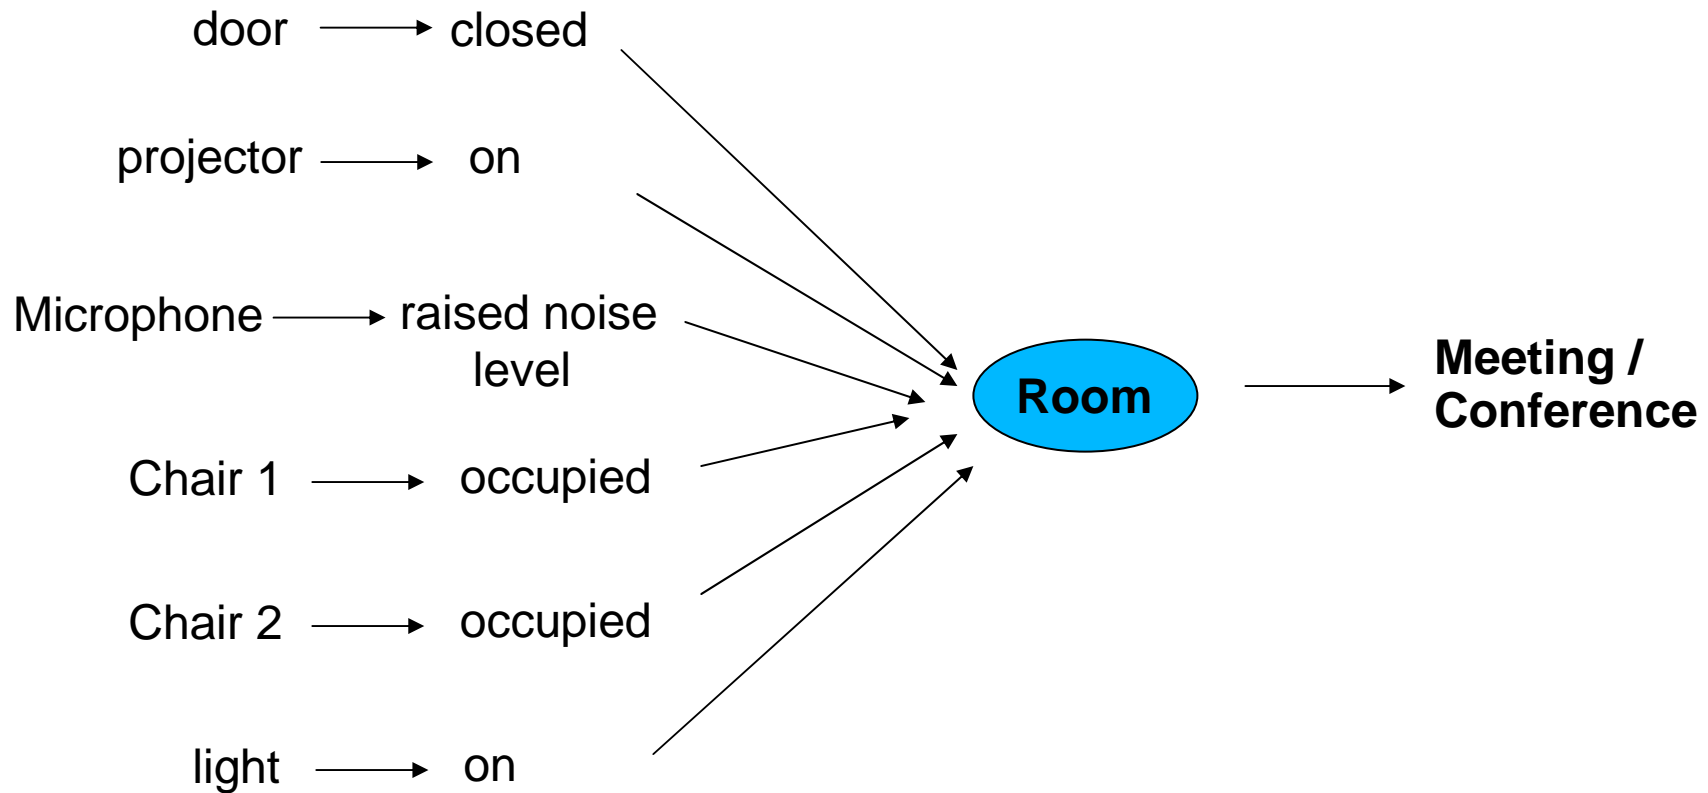 door closed
projector on
Microphone raised noise
level
Chair 1 occupied
Chair 2 occupied
light on
Room
Meeting /
Conference